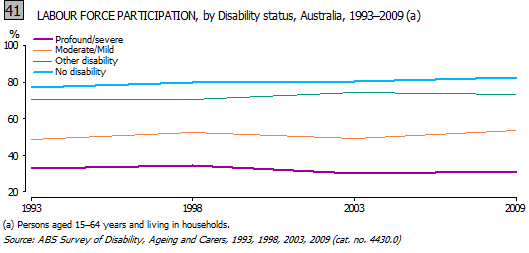 41 LABOUR FORCE PARTICIPATION, by Disability status, Australia, 1993–2009 (a)
%
100
Profound/severe
Moderate/Mild
Other disability
No disability
80
60
40
20
1993 1998 2003 2009
(a) Persons aged 15–64 years and living in households.
Source: ABS Survey of Disability, Ageing and Carers, 1993, 1998, 2003, 2009 (cat. no. 4430.0)